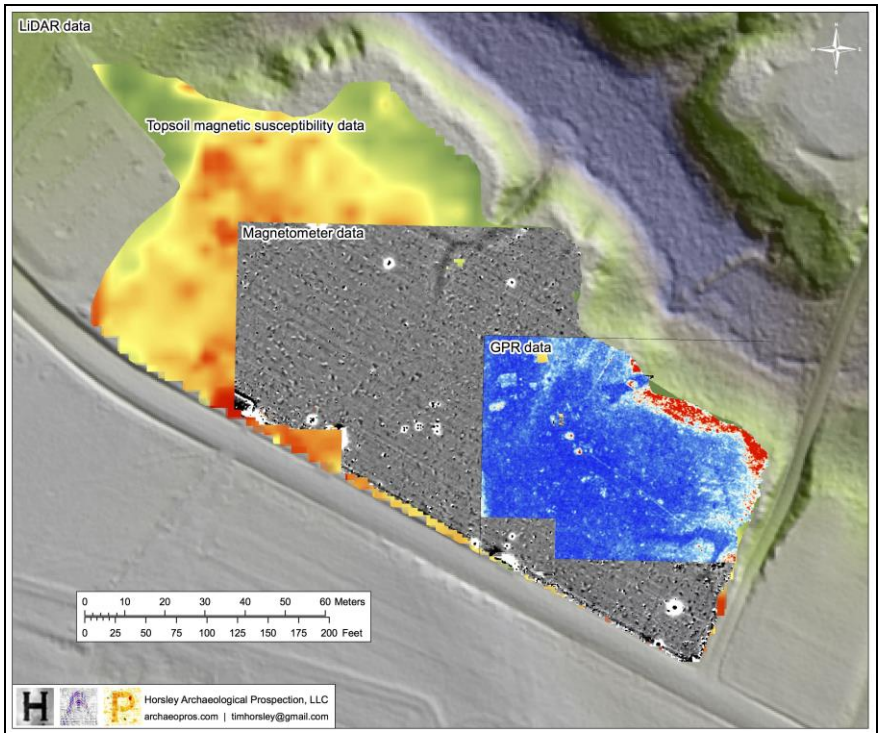 LiDAR data
Topsoil magnetic susceptibility data
Magnetometer data
GPR data
0 10 20 30 40 50 60 Meters
0 25 50 75 100 125 150 175 200 Feet
H A P
Horsley Archaeological Prospection, LLC
archaeopros.com | timhorsley@gmail.com